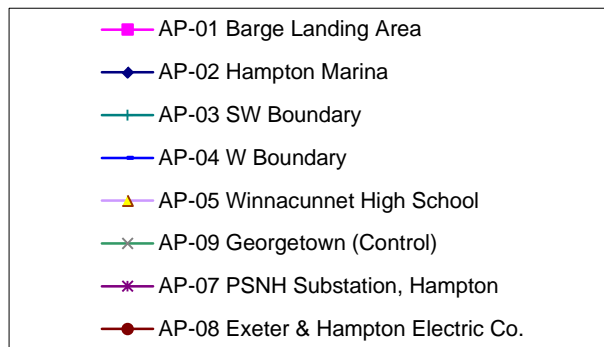 AP-01 Barge Landing Area
AP-02 Hampton Marina
AP-03 SW Boundary
AP-04 W Boundary
AP-05 Winnacunnet High School
AP-09 Georgetown (Control)
AP-07 PSNH Substation, Hampton
AP-08 Exeter & Hampton Electric Co.